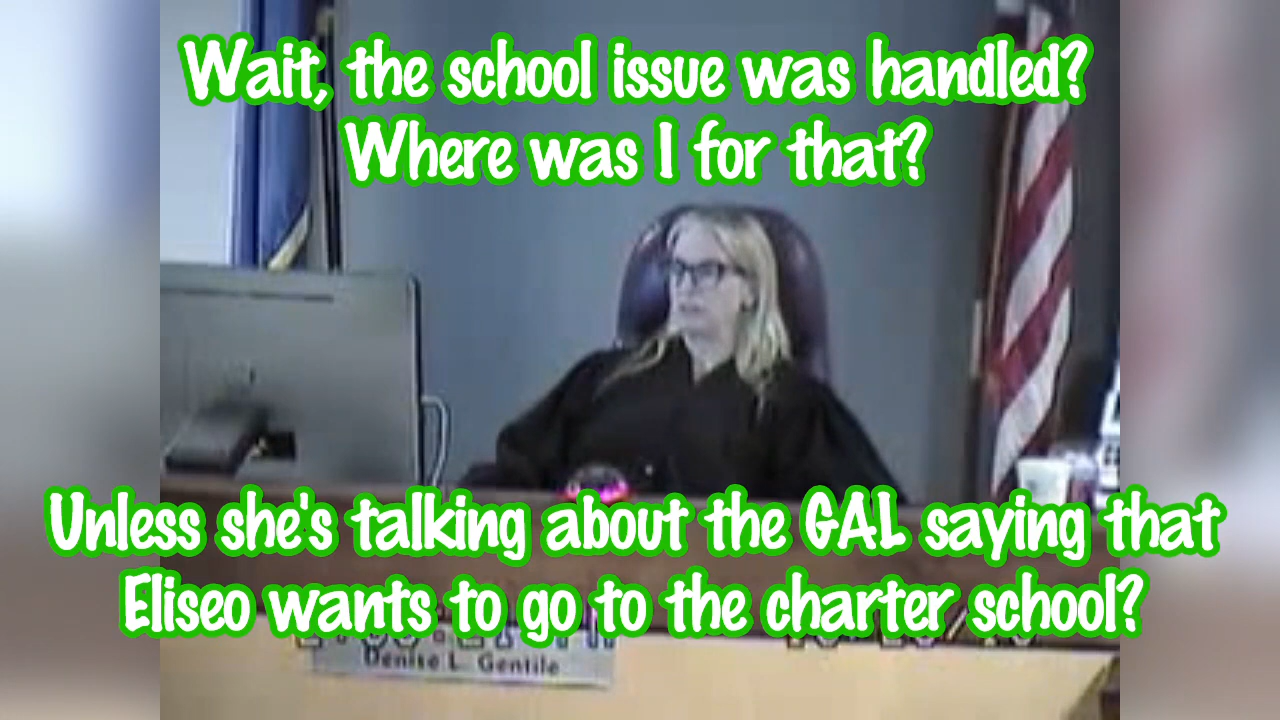 Wait, the school issue was handled?
Where was I for that?
Unless she's talking about the GAL saying that
Eliseo wants to go to the charter school?
Denise L. Gentile